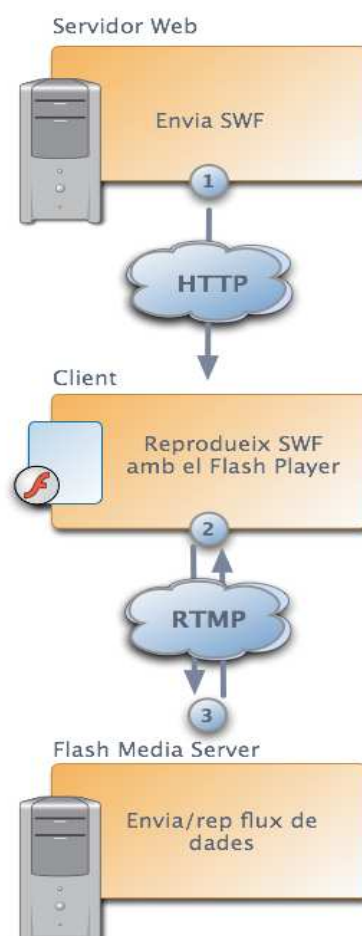 Servidor Web
Envia SWF
1
HTTP
Client
Reprodueix SWF
amb el Flash Player
2
RTMP
3
Flash Media Server
Envia/rep flux de
dades